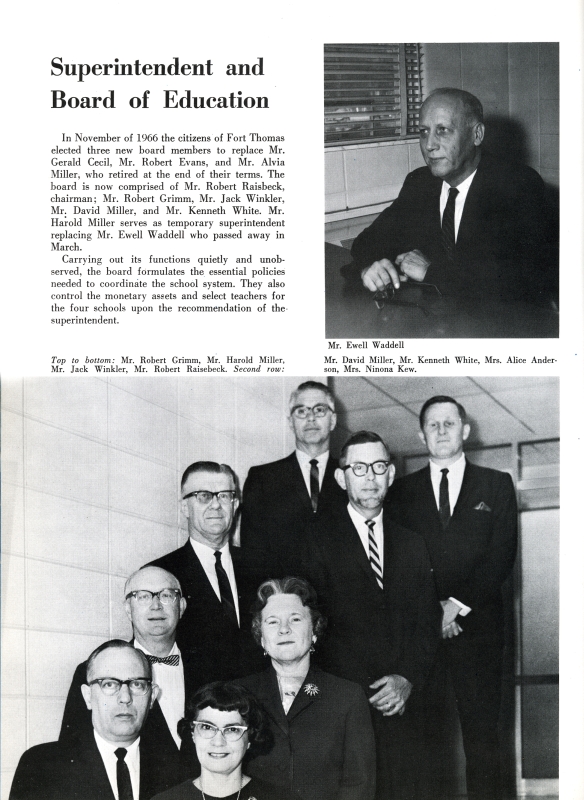 Superintendent and
Board of Education
In November of 1966 the citizens of Fort Thomas
elected three new board members to replace Mr.
Gerald Cecil, Mr. Robert Evans, and Mr. Alvia
Miller, who retired at the end of their terms. The
board is now comprised of Mr. Robert Raisbeck,
chairman; Mr. Robert Grimm, Mr. Jack Winkler,
Mr. David Miller, and Mr. Kenneth White. Mr.
Harold Miller serves as temporary superintendent
replacing Mr. Ewell Waddell who passed away in
March.
Carrying out its functions quietly and unob-
served, the board formulates the essential policies
needed to coordinate the school system. They also
control the monetary assets and select teachers for
the four schools upon the recommendation of the
superintendent.
Mr. Ewell Waddell
Top to bottom: Mr. Robert Grimm, Mr. Harold Miller,
Mr. Jack Winkler, Mr. Robert Raisebeck. Second row:
Mr. David Miller, Mr. Kenneth White, Mrs. Alice Ander-
son, Mrs. Ninona Kew.